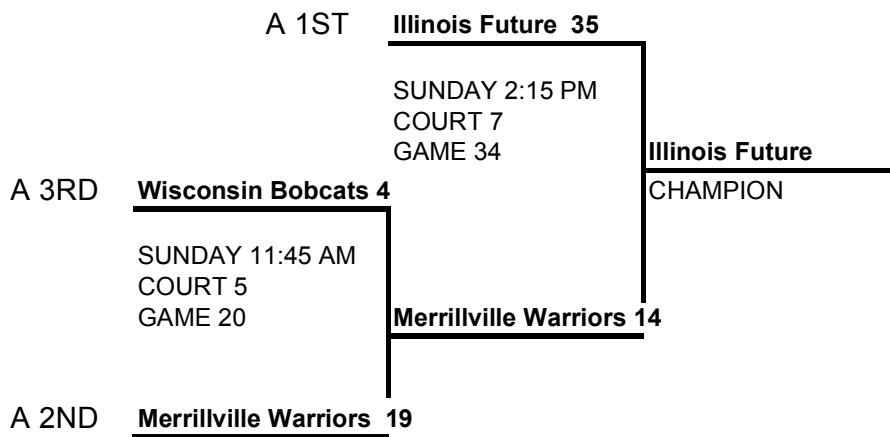 A 1ST Illinois Future 35
SUNDAY 2:15 PM
COURT 7
GAME 34
Illinois Future
A 3RD Wisconsin Bobcats 4
CHAMPION
SUNDAY 11:45 AM
COURT 5
GAME 20
Merrillville Warriors 14
A 2ND Merrillville Warriors 19